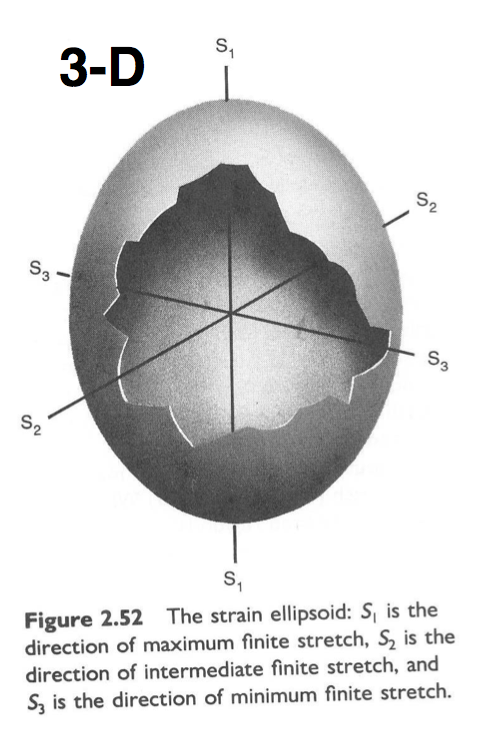 3-D
S₁
S₂
S₃
S₃
S₂
S₁
Figure 2.52 The strain ellipsoid: S₁ is the
direction of maximum finite stretch, S₂ is the
direction of intermediate finite stretch, and
S₃ is the direction of minimum finite stretch.